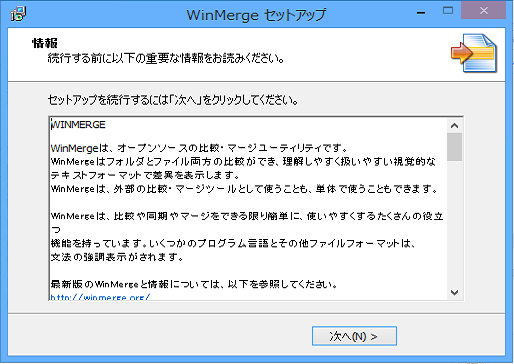 WinMerge セットアップ
情報
続行する前に以下の重要な情報をお読みください。
セットアップを続行するには「次へ」をクリックしてください。
WINMERGE
WinMergeは、オープンソースの比較・マージユーティリティです。
WinMergeはフォルダとファイル両方の比較ができ、理解しやすく扱いやすい視覚的な
テキストフォーマットで差異を表示します。
WinMergeは、外部の比較・マージツールとして使うことも、単体で使うこともできます。
WinMergeは、比較や同期やマージをできる限り簡単に、使いやすくするたくさんの役立
つ
機能を持っています。いくつかのプログラム言語とその他ファイルフォーマットは、
文法の強調表示がされます。
最新版のWinMergeと情報については、以下を参照してください。
http://winmerge.org/
次へ(N) >